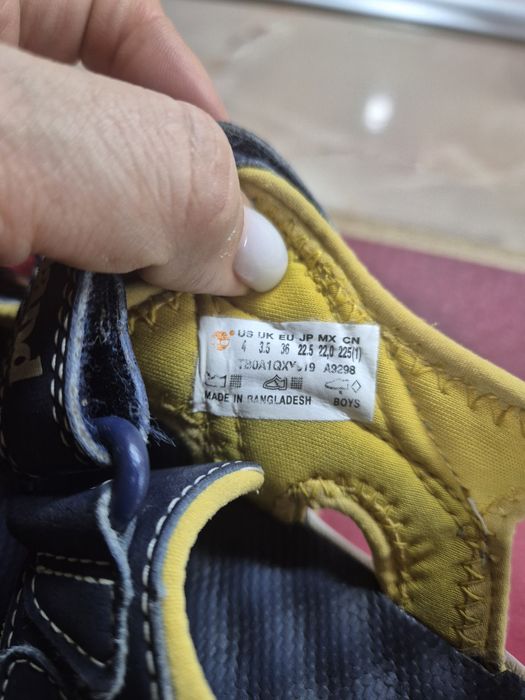 US UK EU JP MX CN
4 3.5 36 22.5 22.0 225(1)
A9298
MADE IN BANGLADESH BOYS